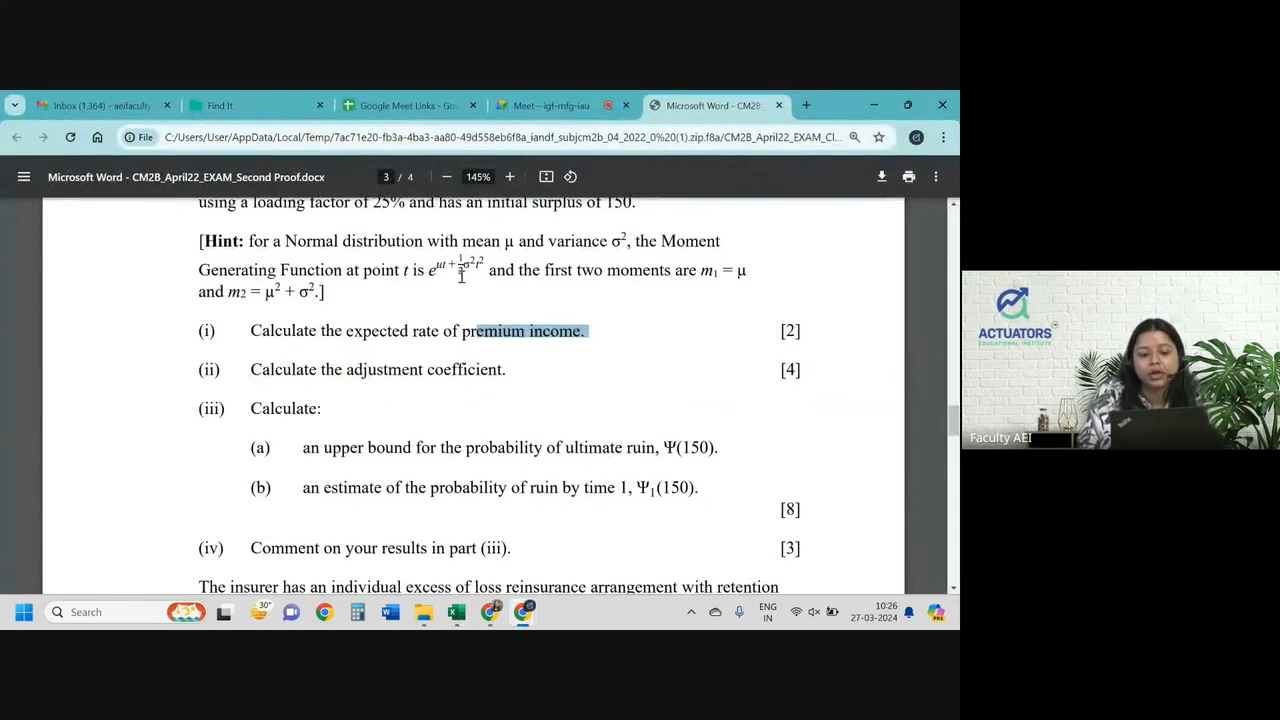 Inbox (1,364) - aeifaculty
Find It
Google Meet Links - Go
Meet – igf-mfg-iau
Microsoft Word - CM2B_
File
C:/Users/User/AppData/Local/Temp/7ac71e20-fb3a-4ba3-aa80-49d558eb6f8a_iandf_subjcm2b_04_2022_0%20(1).zip.f8a/CM2B_April22_EXAM_Cl...
Microsoft Word - CM2B_April22_EXAM_Second Proof.docx
3 / 4
145%
using a loading factor of 25% and has an initial surplus of 150.
[Hint: for a Normal distribution with mean μ and variance σ², the Moment
Generating Function at point t is e^{ut + ½σ²t²} and the first two moments are m₁ = μ
and m₂ = μ² + σ².]
(i) Calculate the expected rate of premium income. [2]
(ii) Calculate the adjustment coefficient. [4]
(iii) Calculate:
(a) an upper bound for the probability of ultimate ruin, Ψ(150).
(b) an estimate of the probability of ruin by time 1, Ψ₁(150).
[8]
(iv) Comment on your results in part (iii). [3]
The insurer has an individual excess of loss reinsurance arrangement with retention
Search
30°
ENG
IN
10:26
27-03-2024
ACTUATORS
EDUCATIONAL INSTITUTE
Faculty AEI